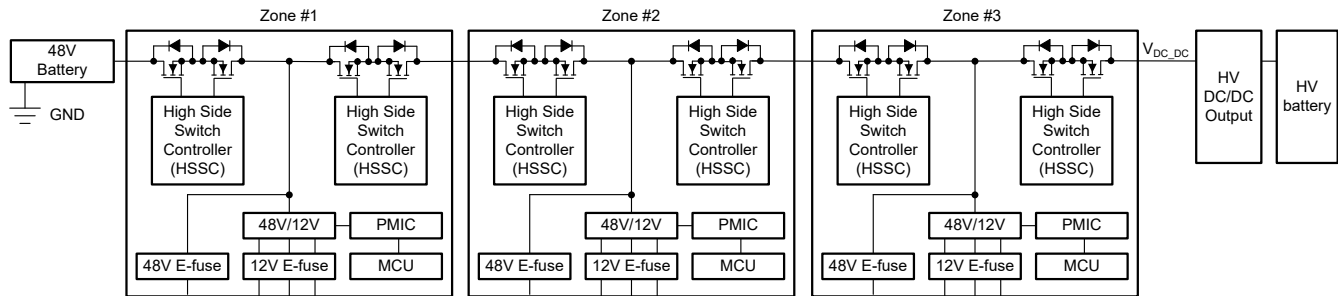 Zone #1
Zone #2
Zone #3
48V
Battery
GND
High Side
Switch
Controller
(HSSC)
High Side
Switch
Controller
(HSSC)
High Side
Switch
Controller
(HSSC)
High Side
Switch
Controller
(HSSC)
High Side
Switch
Controller
(HSSC)
High Side
Switch
Controller
(HSSC)
VDC_DC
HV
DC/DC
Output
HV
battery
48V/12V
PMIC
48V E-fuse
12V E-fuse
MCU
48V/12V
PMIC
48V E-fuse
12V E-fuse
MCU
48V/12V
PMIC
48V E-fuse
12V E-fuse
MCU